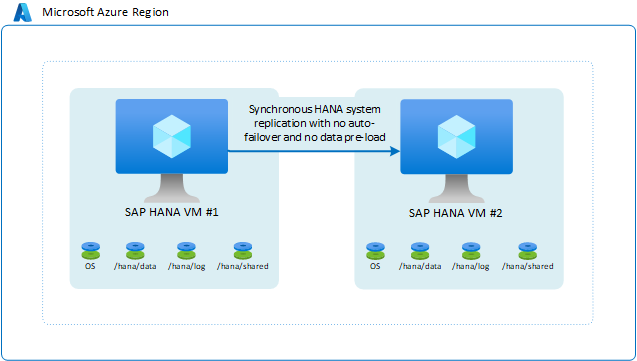 Microsoft Azure Region
Synchronous HANA system
replication with no auto-
failover and no data pre-load
SAP HANA VM #1
SAP HANA VM #2
OS
/hana/data
/hana/log
/hana/shared
OS
/hana/data
/hana/log
/hana/shared